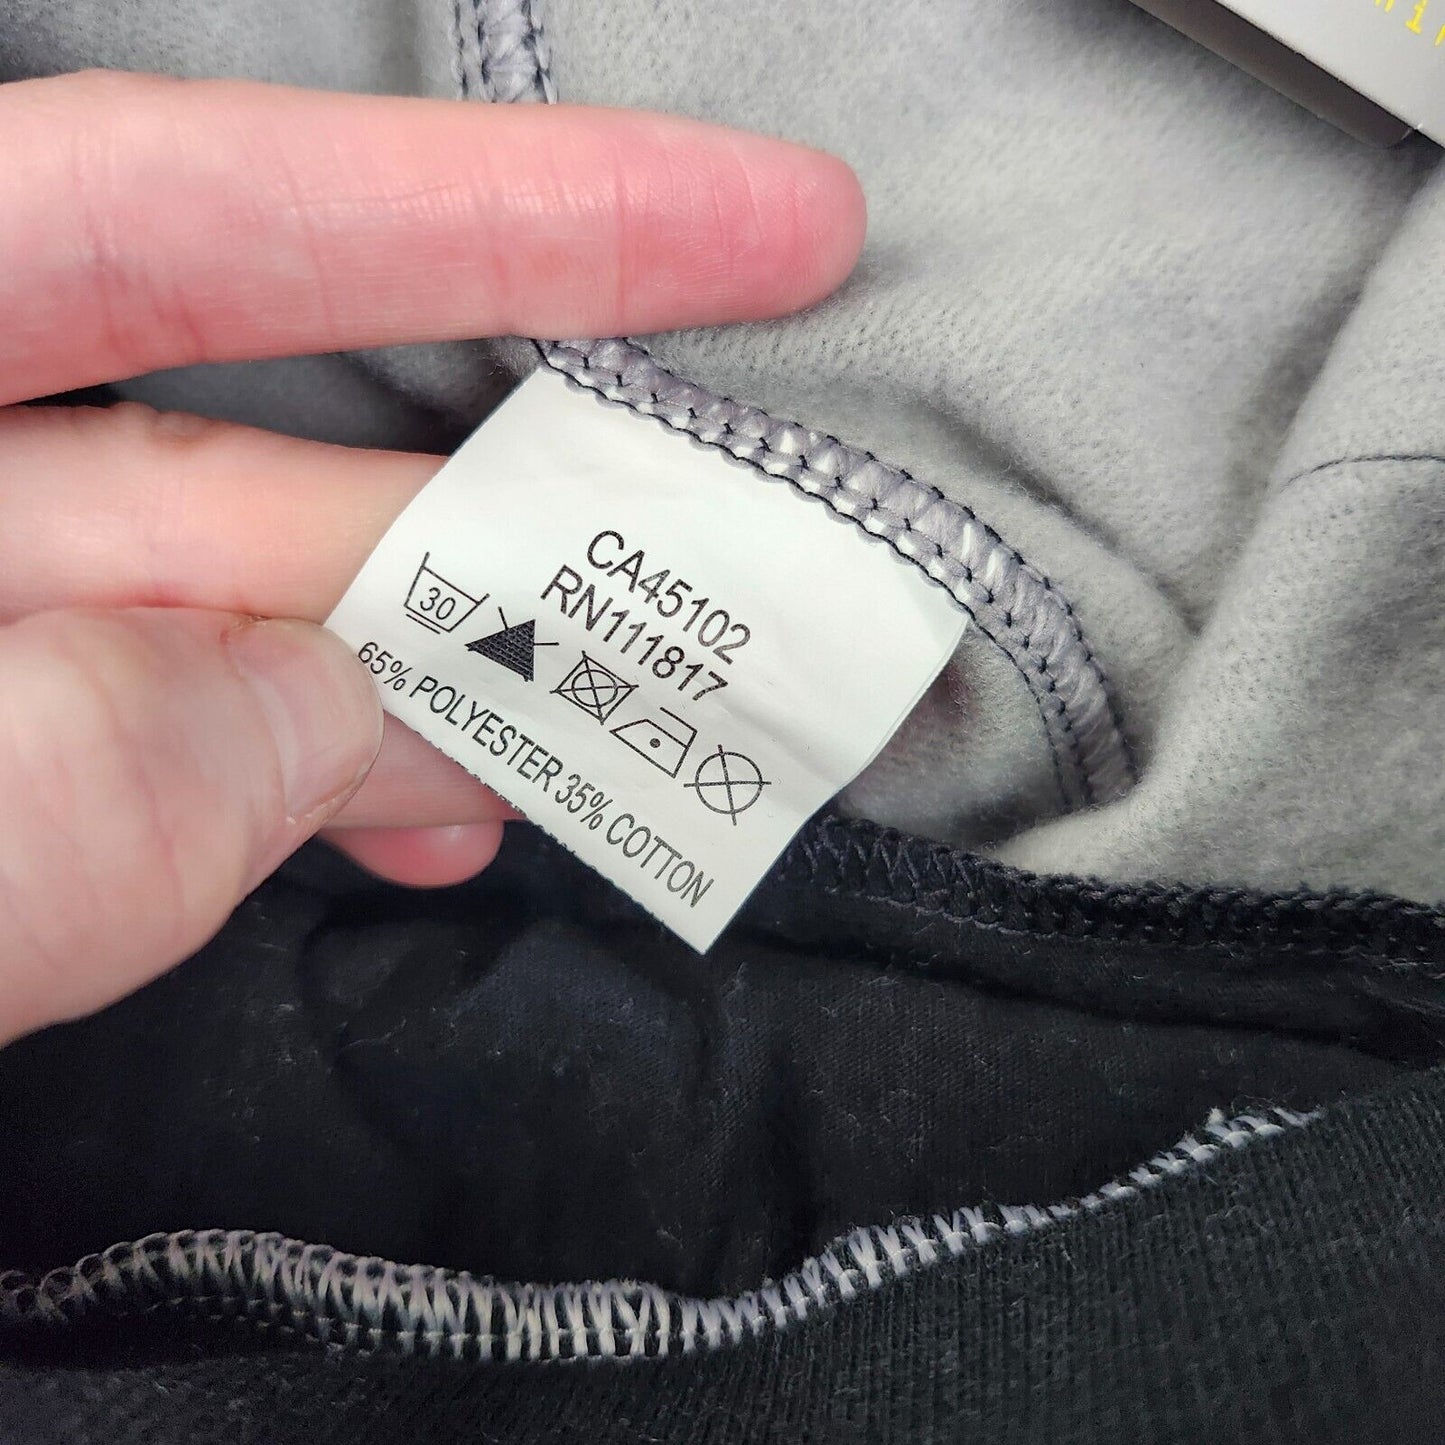 CA45102
RN111817
30
65% POLYESTER 35% COTTON